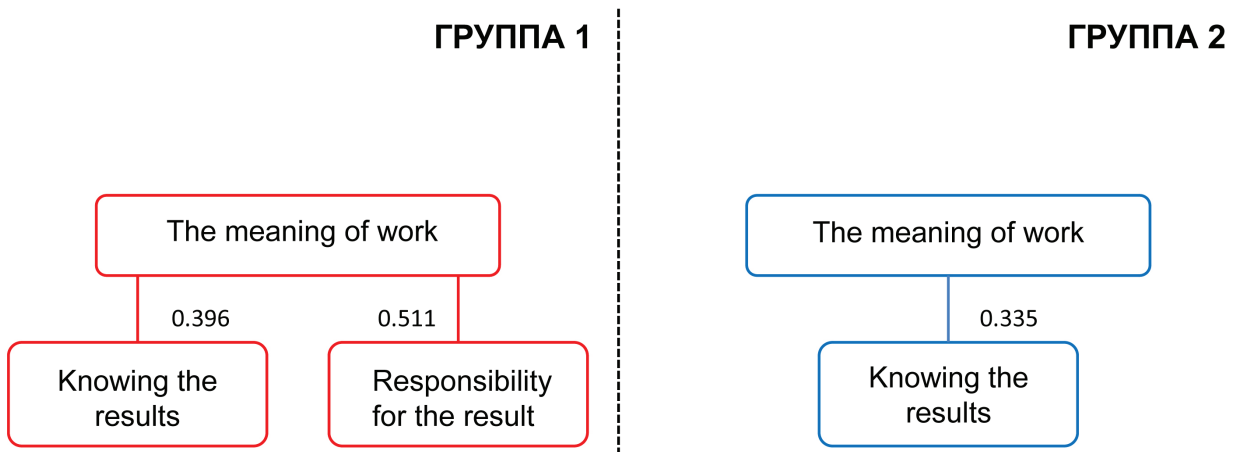 ГРУППА 1
The meaning of work
0.396
0.511
Knowing the
results
Responsibility
for the result
ГРУППА 2
The meaning of work
0.335
Knowing the
results